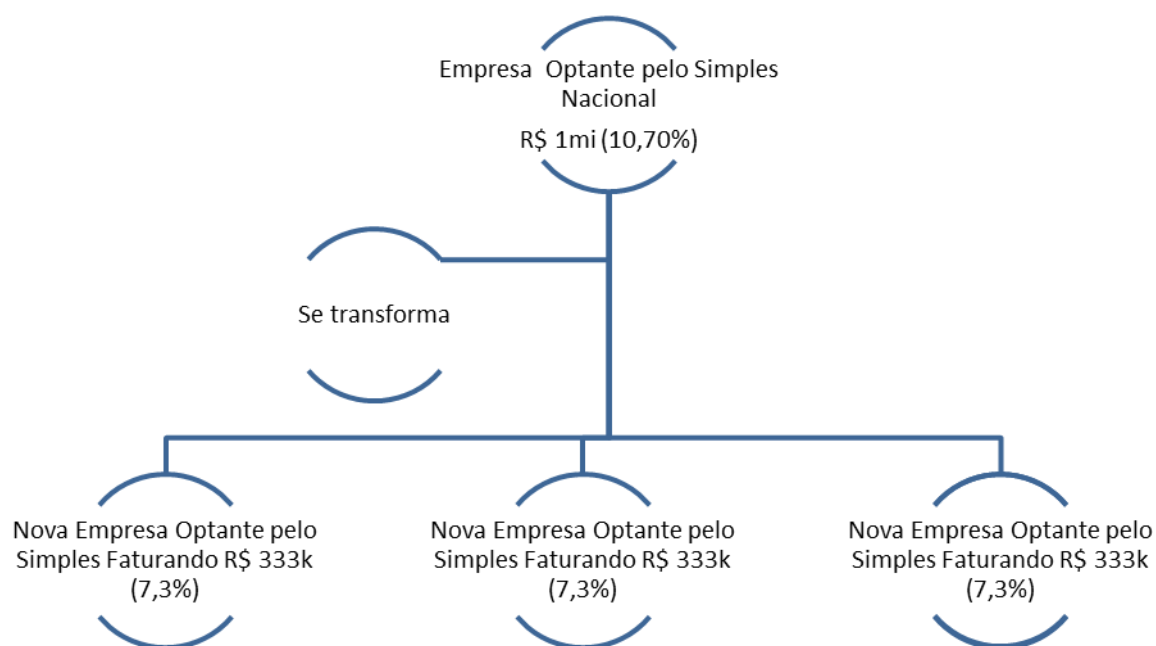 Empresa Optante pelo Simples
Nacional
R$ 1mi (10,70%)
Se transforma
Nova Empresa Optante pelo
Simples Faturando R$ 333k
(7,3%)
Nova Empresa Optante pelo
Simples Faturando R$ 333k
(7,3%)
Nova Empresa Optante pelo
Simples Faturando R$ 333k
(7,3%)